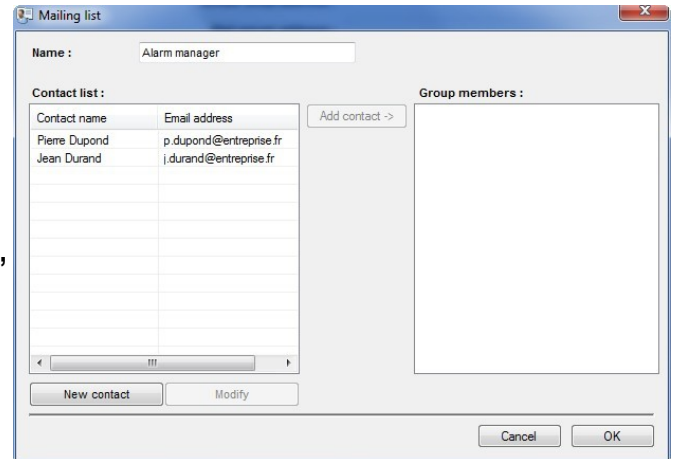 Mailing list
Name : Alarm manager
Contact list : Group members :
Contact name Email address Add contact ->
Pierre Dupond p.dupond@entreprise.fr
Jean Durand j.durand@entreprise.fr
,
New contact Modify
Cancel OK